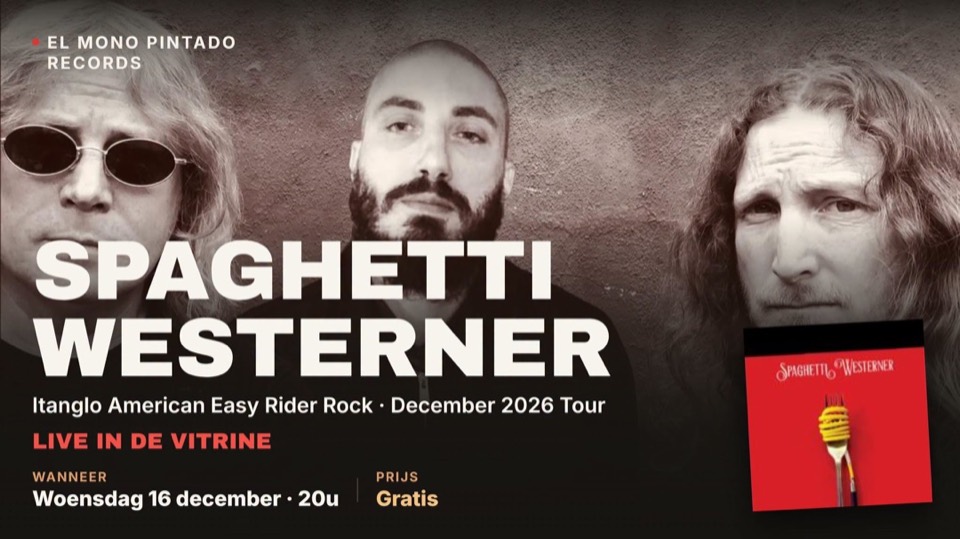 EL MONO PINTADO
RECORDS
SPAGHETTI
WESTERNER
Itanglo American Easy Rider Rock · December 2026 Tour
LIVE IN DE VITRINE
WANNEER
Woensdag 16 december · 20u
PRIJS
Gratis
SPAGHETTI WESTERNER